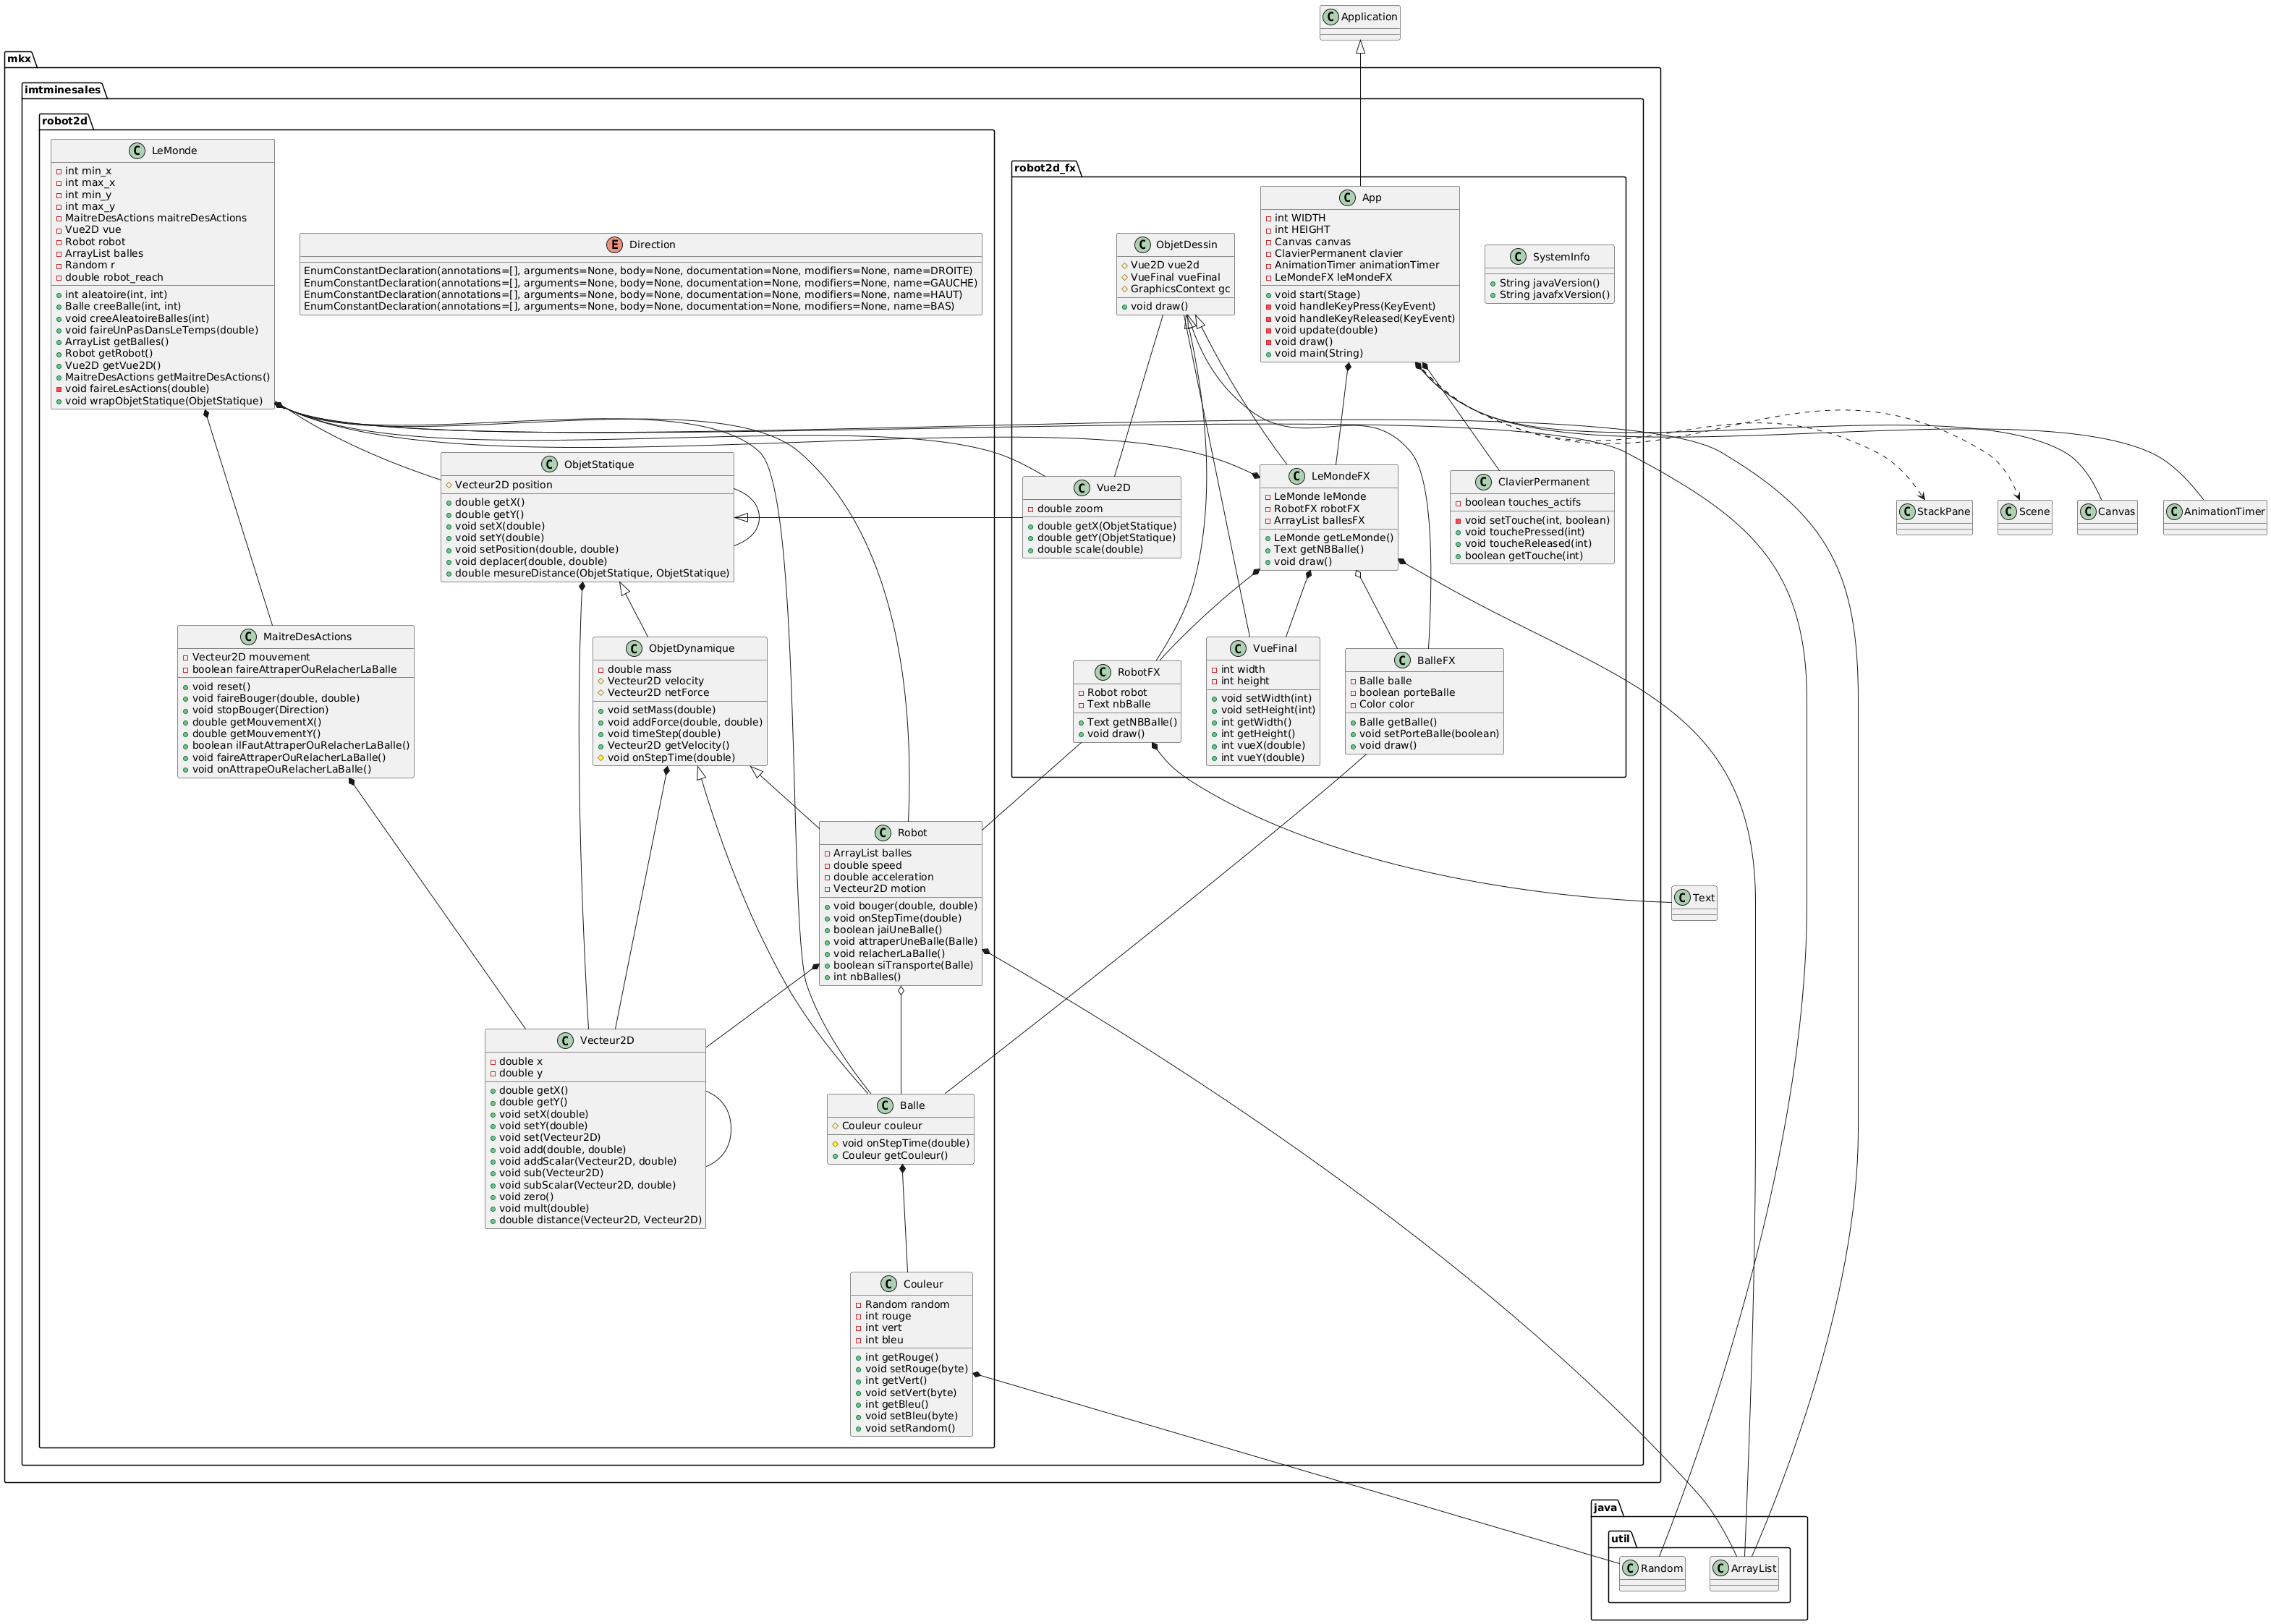 Application
mkx
imtminesales
robot2d
LeMonde
int min_x
int max_x
int min_y
int max_y
MaitreDesActions maitreDesActions
Vue2D vue
Robot robot
ArrayList balles
Random r
double robot_reach
int aleatoire(int, int)
Balle creeBalle(int, int)
void creeAleatoireBalles(int)
void faireUnPasDansLeTemps(double)
ArrayList getBalles()
Robot getRobot()
Vue2D getVue2D()
MaitreDesActions getMaitreDesActions()
void faireLesActions(double)
void wrapObjetStatique(ObjetStatique)
Direction
EnumConstantDeclaration(annotations=[], arguments=None, body=None, documentation=None, modifiers=None, name=DROITE)
EnumConstantDeclaration(annotations=[], arguments=None, body=None, documentation=None, modifiers=None, name=GAUCHE)
EnumConstantDeclaration(annotations=[], arguments=None, body=None, documentation=None, modifiers=None, name=HAUT)
EnumConstantDeclaration(annotations=[], arguments=None, body=None, documentation=None, modifiers=None, name=BAS)
robot2d_fx
ObjetDessin
Vue2D vue2d
VueFinal vueFinal
GraphicsContext gc
void draw()
App
int WIDTH
int HEIGHT
Canvas canvas
ClavierPermanent clavier
AnimationTimer animationTimer
LeMondeFX leMondeFX
void start(Stage)
void handleKeyPress(KeyEvent)
void handleKeyReleased(KeyEvent)
void update(double)
void draw()
void main(String)
SystemInfo
String javaVersion()
String javafxVersion()
ObjetStatique
Vecteur2D position
double getX()
double getY()
void setX(double)
void setY(double)
void setPosition(double, double)
void deplacer(double, double)
double mesureDistance(ObjetStatique, ObjetStatique)
Vue2D
double zoom
double getX(ObjetStatique)
double getY(ObjetStatique)
double scale(double)
LeMondeFX
LeMonde leMonde
RobotFX robotFX
ArrayList ballesFX
LeMonde getLeMonde()
Text getNBBalle()
void draw()
ClavierPermanent
boolean touches_actifs
void setTouche(int, boolean)
void touchePressed(int)
void toucheReleased(int)
boolean getTouche(int)
StackPane
Scene
Canvas
AnimationTimer
MaitreDesActions
Vecteur2D mouvement
boolean faireAttraperOuRelacherLaBalle
void reset()
void faireBouger(double, double)
void stopBouger(Direction)
double getMouvementX()
double getMouvementY()
boolean ilFautAttraperOuRelacherLaBalle()
void faireAttraperOuRelacherLaBalle()
void onAttrapeOuRelacherLaBalle()
ObjetDynamique
double mass
Vecteur2D velocity
Vecteur2D netForce
void setMass(double)
void addForce(double, double)
void timeStep(double)
Vecteur2D getVelocity()
void onStepTime(double)
RobotFX
Robot robot
Text nbBalle
Text getNBBalle()
void draw()
VueFinal
int width
int height
void setWidth(int)
void setHeight(int)
int getWidth()
int getHeight()
int vueX(double)
int vueY(double)
BalleFX
Balle balle
boolean porteBalle
Color color
Balle getBalle()
void setPorteBalle(boolean)
void draw()
Robot
ArrayList balles
double speed
double acceleration
Vecteur2D motion
void bouger(double, double)
void onStepTime(double)
boolean jaiUneBalle()
void attraperUneBalle(Balle)
void relacherLaBalle()
boolean siTransporte(Balle)
int nbBalles()
Text
Vecteur2D
double x
double y
double getX()
double getY()
void setX(double)
void setY(double)
void set(Vecteur2D)
void add(double, double)
void addScalar(Vecteur2D, double)
void sub(Vecteur2D)
void subScalar(Vecteur2D, double)
void zero()
void mult(double)
double distance(Vecteur2D, Vecteur2D)
Balle
Couleur couleur
void onStepTime(double)
Couleur getCouleur()
Couleur
Random random
int rouge
int vert
int bleu
int getRouge()
void setRouge(byte)
int getVert()
void setVert(byte)
int getBleu()
void setBleu(byte)
void setRandom()
java
util
Random
ArrayList